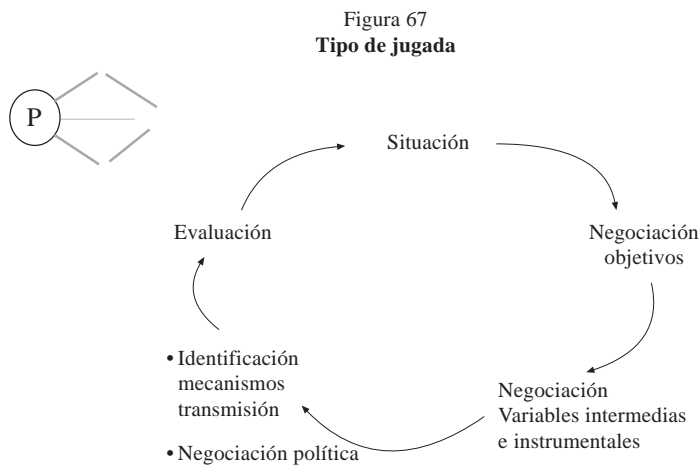 Figura 67
Tipo de jugada
P
Situación
Evaluación
Negociación
objetivos
• Identificación
mecanismos
transmisión
• Negociación política
Negociación
Variables intermedias
e instrumentales